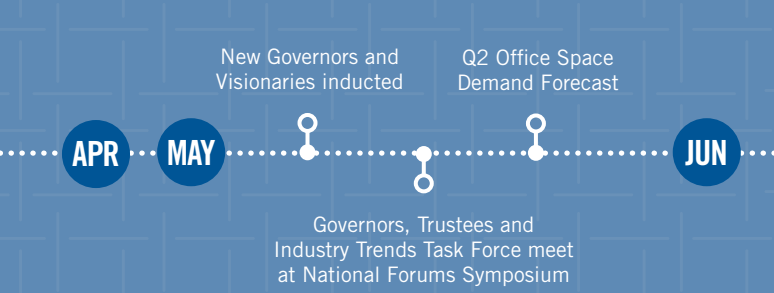 New Governors and
Visionaries inducted
Q2 Office Space
Demand Forecast
APR
MAY
JUN
Governors, Trustees and
Industry Trends Task Force meet
at National Forums Symposium